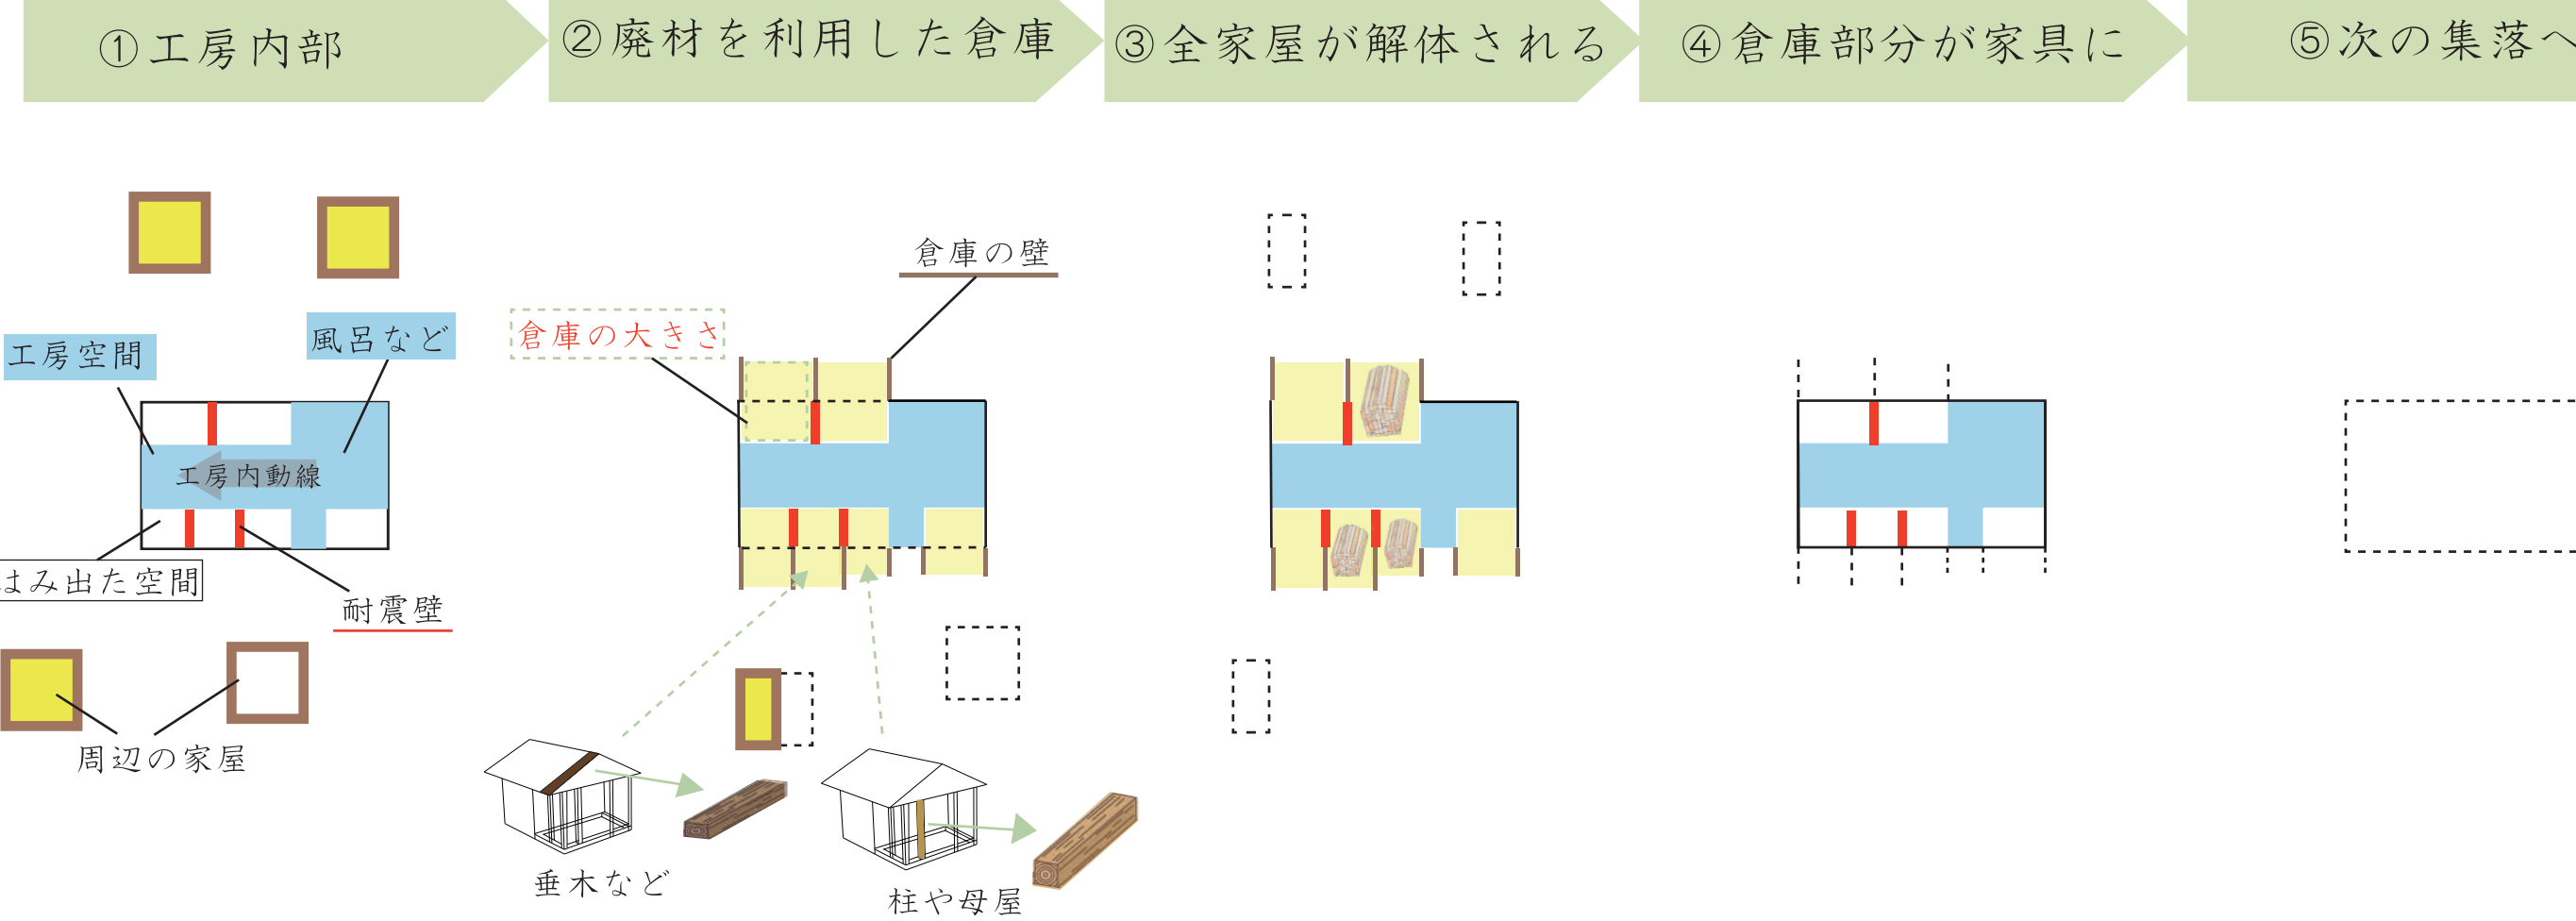 ①工房内部
②廃材を利用した倉庫
③全家屋が解体される
④倉庫部分が家具に
⑤次の集落へ
工房空間
風呂など
工房内動線
はみ出た空間
耐震壁
周辺の家屋
倉庫の壁
倉庫の大きさ
垂木など
柱や母屋